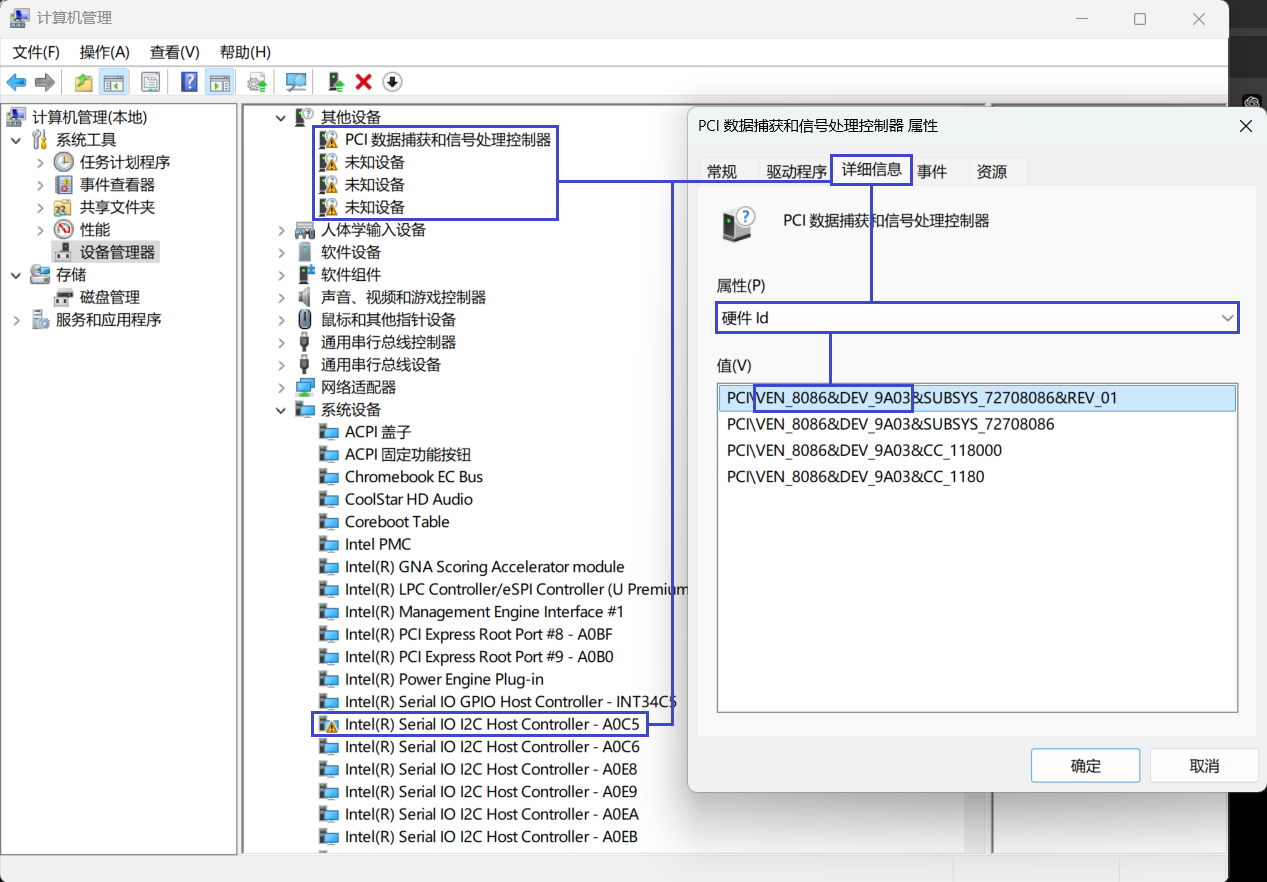 计算机管理
文件(F) 操作(A) 查看(V) 帮助(H)
计算机管理(本地)
系统工具
任务计划程序
事件查看器
共享文件夹
性能
设备管理器
存储
磁盘管理
服务和应用程序
其他设备
PCI 数据捕获和信号处理控制器
未知设备
未知设备
未知设备
人体学输入设备
软件设备
软件组件
声音、视频和游戏控制器
鼠标和其他指针设备
通用串行总线控制器
通用串行总线设备
网络适配器
系统设备
ACPI 盖子
ACPI 固定功能按钮
Chromebook EC Bus
CoolStar HD Audio
Coreboot Table
Intel PMC
Intel(R) GNA Scoring Accelerator module
Intel(R) LPC Controller/eSPI Controller (U Premium
Intel(R) Management Engine Interface #1
Intel(R) PCI Express Root Port #8 - A0BF
Intel(R) PCI Express Root Port #9 - A0B0
Intel(R) Power Engine Plug-in
Intel(R) Serial IO GPIO Host Controller - INT34C5
Intel(R) Serial IO I2C Host Controller - A0C5
Intel(R) Serial IO I2C Host Controller - A0C6
Intel(R) Serial IO I2C Host Controller - A0E8
Intel(R) Serial IO I2C Host Controller - A0E9
Intel(R) Serial IO I2C Host Controller - A0EA
Intel(R) Serial IO I2C Host Controller - A0EB
PCI 数据捕获和信号处理控制器 属性
常规 驱动程序 详细信息 事件 资源
PCI 数据捕获和信号处理控制器
属性(P)
硬件 Id
值(V)
PCI\VEN_8086&DEV_9A03&SUBSYS_72708086&REV_01
PCI\VEN_8086&DEV_9A03&SUBSYS_72708086
PCI\VEN_8086&DEV_9A03&CC_118000
PCI\VEN_8086&DEV_9A03&CC_1180
确定 取消